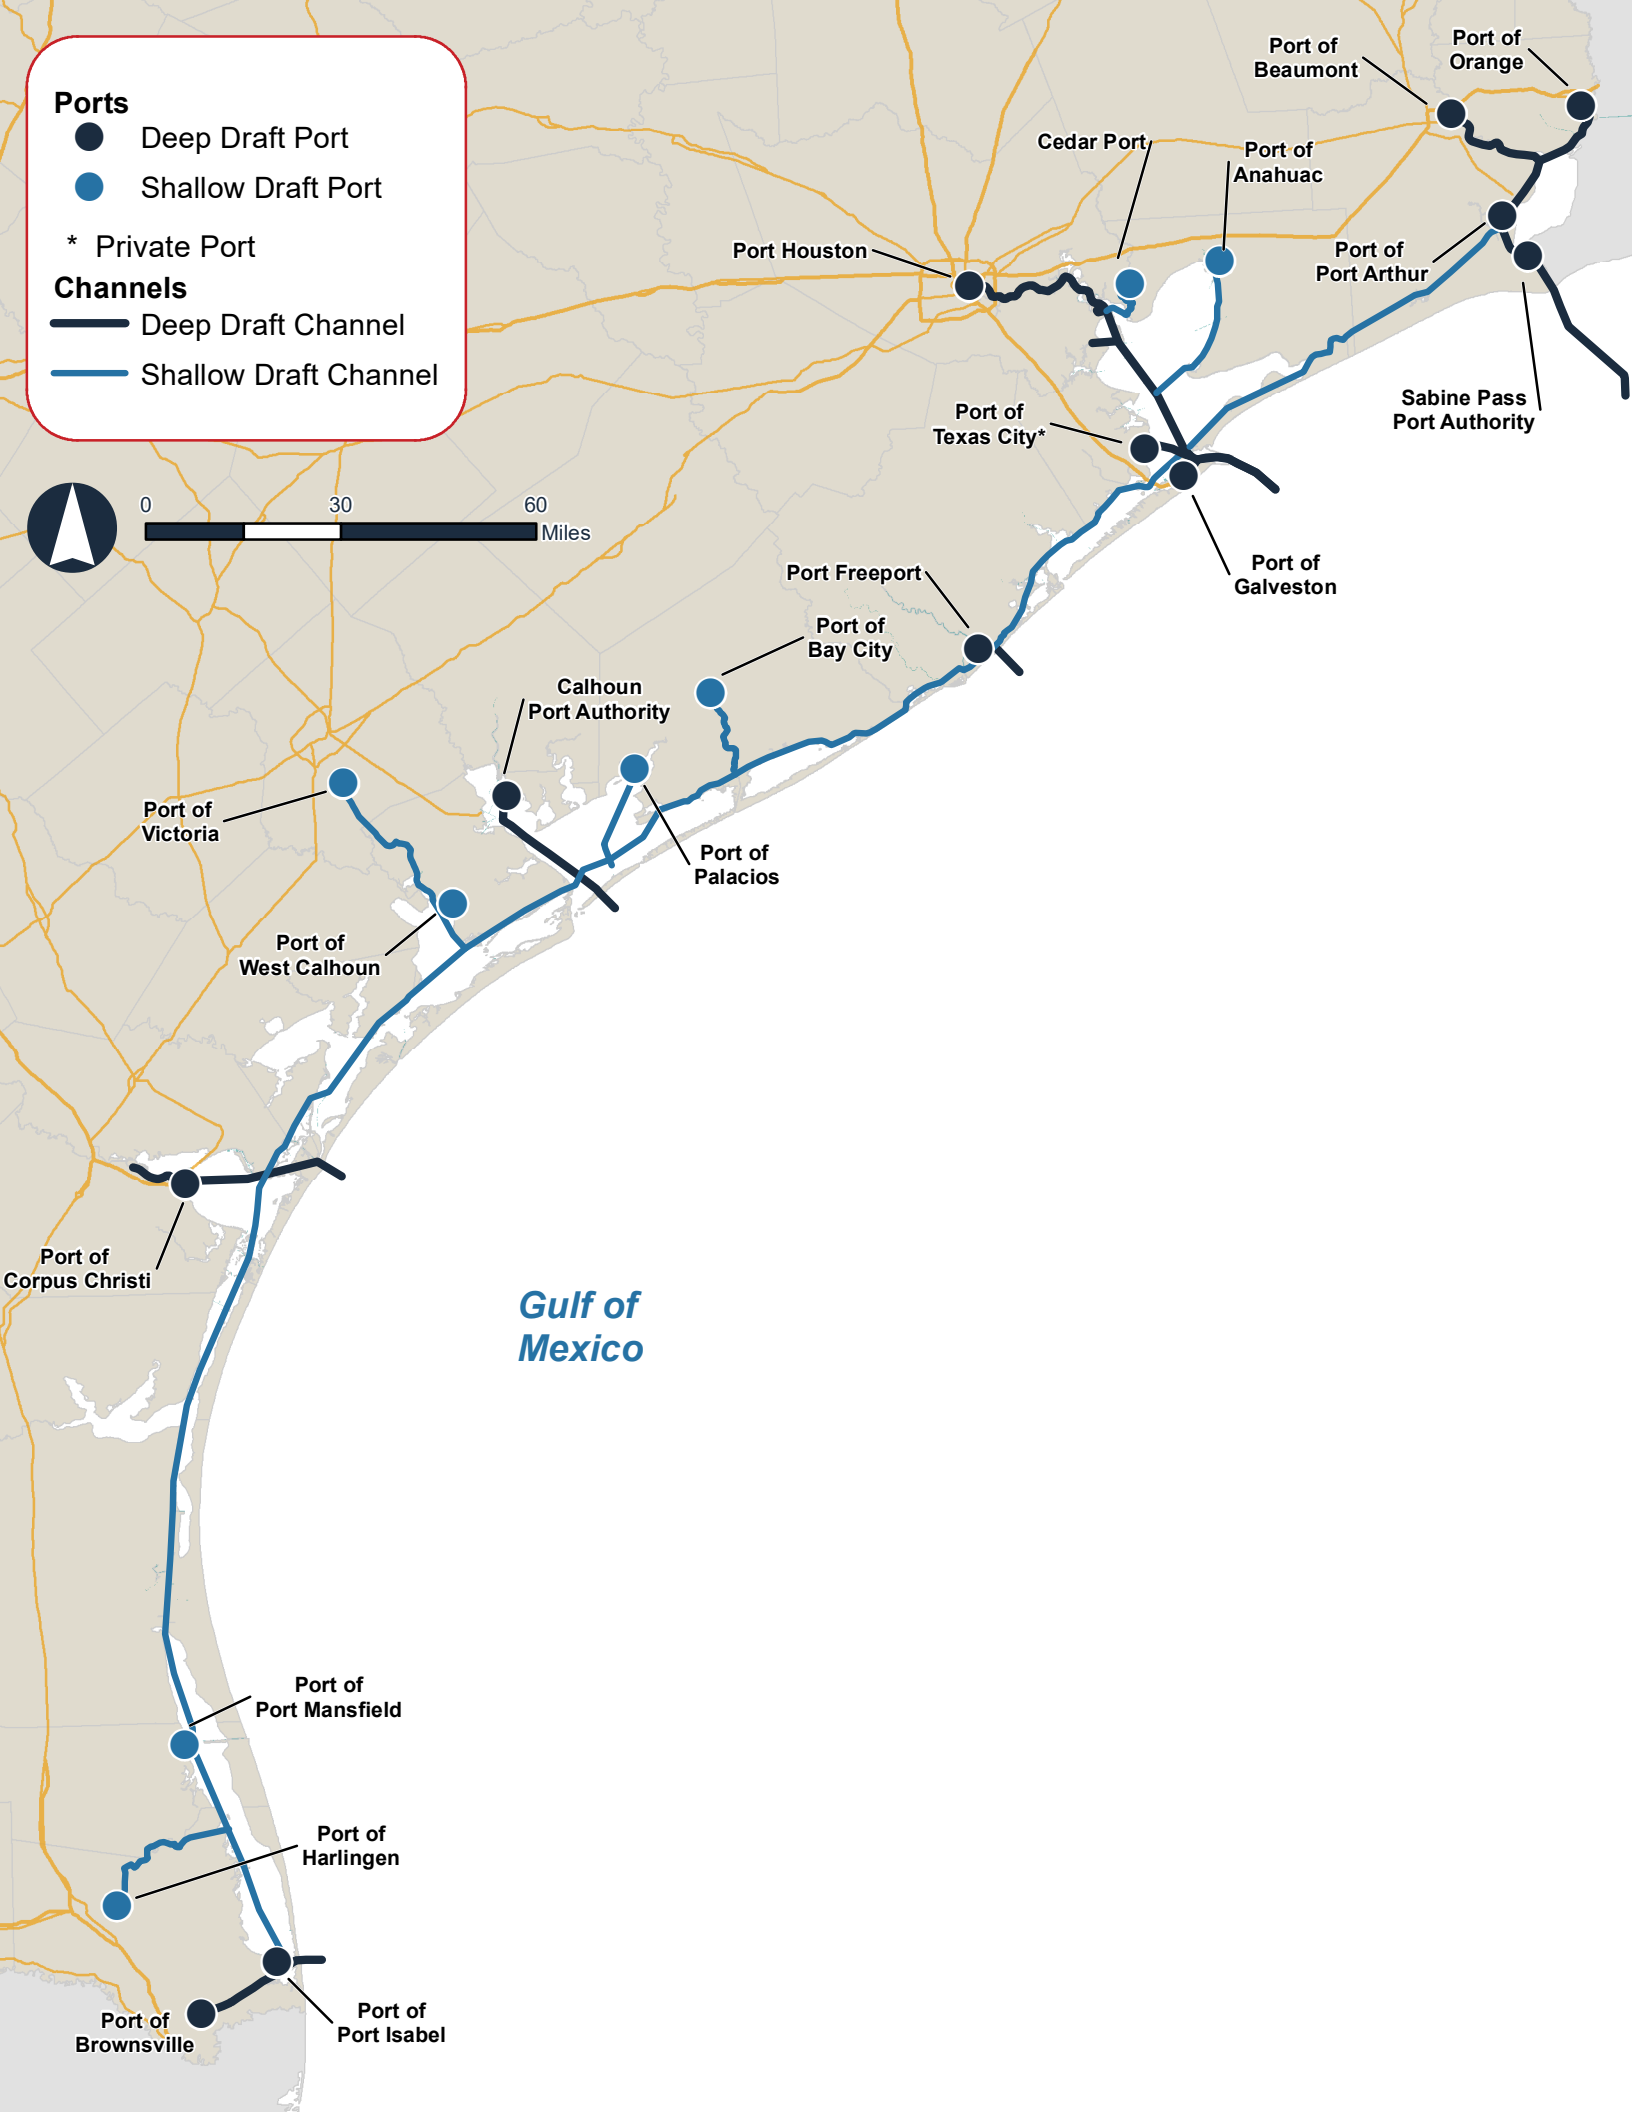 Ports
Deep Draft Port
Shallow Draft Port
* Private Port
Channels
Deep Draft Channel
Shallow Draft Channel
0 30 60
Miles
Port of
Beaumont
Port of
Orange
Cedar Port
Port of
Anahuac
Port Houston
Port of
Port Arthur
Sabine Pass
Port Authority
Port of
Texas City*
Port of
Galveston
Port Freeport
Port of
Bay City
Calhoun
Port Authority
Port of
Victoria
Port of
Palacios
Port of
West Calhoun
Port of
Corpus Christi
Gulf of
Mexico
Port of
Port Mansfield
Port of
Harlingen
Port of
Port Isabel
Port of
Brownsville